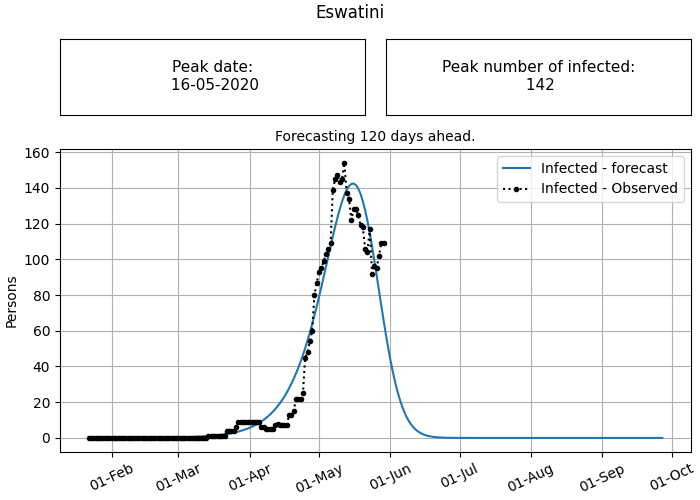 Eswatini
Peak date:
16-05-2020
Peak number of infected:
142
Forecasting 120 days ahead.
Infected - forecast
Infected - Observed
Persons
160
140
120
100
80
60
40
20
0
01-Feb
01-Mar
01-Apr
01-May
01-Jun
01-Jul
01-Aug
01-Sep
01-Oct